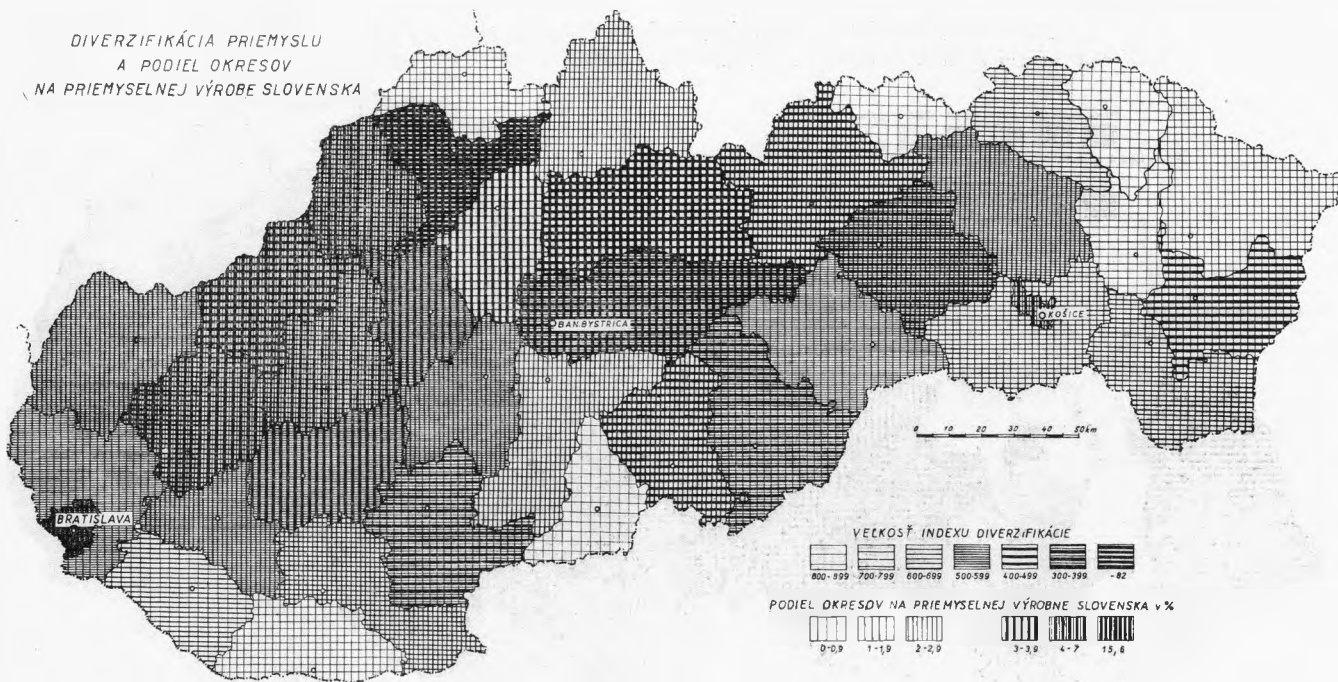 DIVERZIFIKÁCIA PRIEMYSLU
A PODIEL OKRESOV
NA PRIEMYSELNEJ VÝROBE SLOVENSKA
BAN.BYSTRICA
KOŠICE
BRATISLAVA
0 10 20 30 40 50km
VEĽKOSŤ INDEXU DIVERZIFIKÁCIE
800-899 700-799 600-699 500-599 400-499 300-399 -82
PODIEL OKRESOV NA PRIEMYSELNEJ VÝROBNE SLOVENSKA v %
0-0,9 1-1,9 2-2,9 3-3,9 4-7 15,6